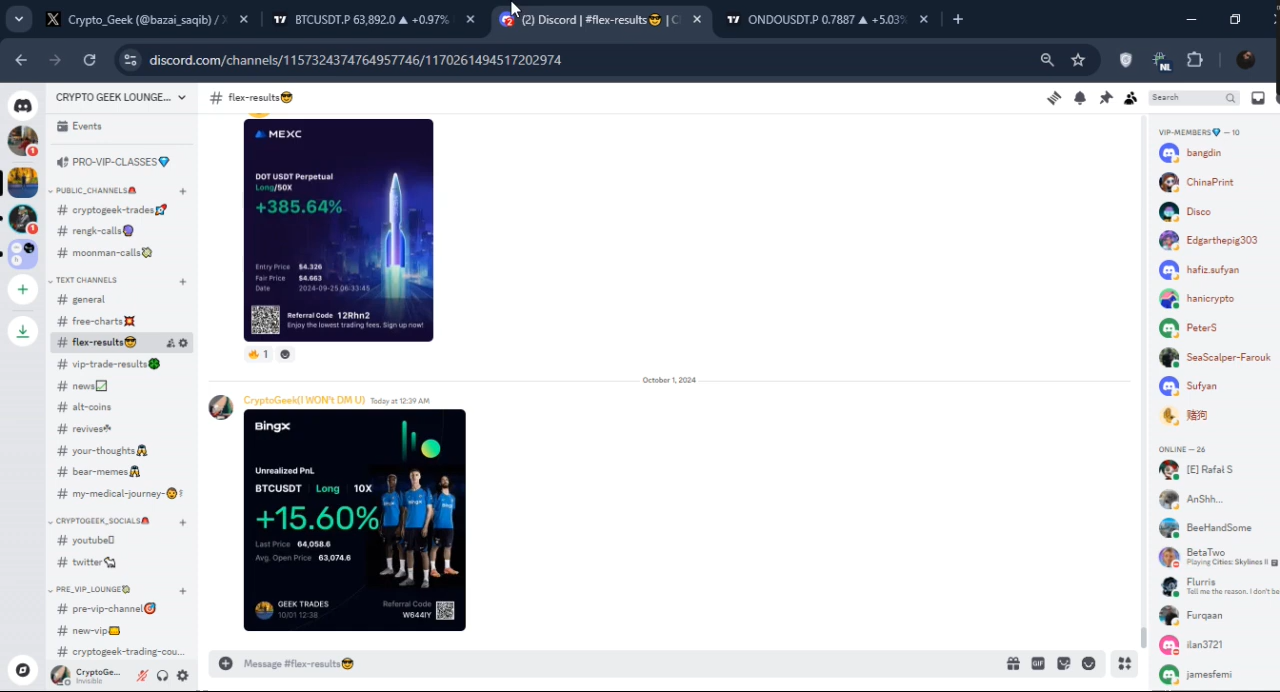 Crypto_Geek (@bazai_saqib) /
BTCUSDT.P 63,892.0 ▲ +0.97%
(2) Discord | #flex-results😎 | C
ONDOUSDT.P 0.7887 ▲ +5.03%
discord.com/channels/1157324374764957746/1170261494517202974
NL
CRYPTO GEEK LOUNGE...
Events
PRO-VIP-CLASSES💎
PUBLIC_CHANNELS
cryptogeek-trades
rengk-calls
moonman-calls
TEXT CHANNELS
general
free-charts💥
flex-results😎
vip-trade-results
news
alt-coins
revives
your-thoughts
bear-memes
my-medical-journey-
CRYPTOGEEK_SOCIALS
youtube
twitter
PRE_VIP_LOUNGE
pre-vip-channel🎯
new-vip
cryptogeek-trading-cou...
CryptoGe...
Invisible
# flex-results😎
MEXC
DOT USDT Perpetual
Long/50X
+385.64%
Entry Price $4.326
Fair Price $4.663
Date 2024-09-25 06:33:45
Referral Code 12Rhn2
Enjoy the lowest trading fees. Sign up now!
🔥 1
October 1, 2024
CryptoGeek(I WON't DM U) Today at 12:39 AM
BingX
Unrealized PnL
BTCUSDT Long 10X
+15.60%
Last Price 64,058.6
Avg. Open Price 63,074.6
GEEK TRADES
10/01 12:38
Referral Code
W644IY
Message #flex-results😎
GIF
Search
VIP-MEMBERS💎 — 10
bangdin
ChinaPrint
Disco
Edgarthepig303
hafiz.sufyan
hanicrypto
PeterS
SeaScalper-Farouk
Sufyan
赌狗
ONLINE — 26
[E] Rafał S
AnShh...
BeeHandSome
BetaTwo
Playing Cities: Skylines II
Flurris
Tell me the reason. I don't be
Furqaan
ilan3721
jamesfemi